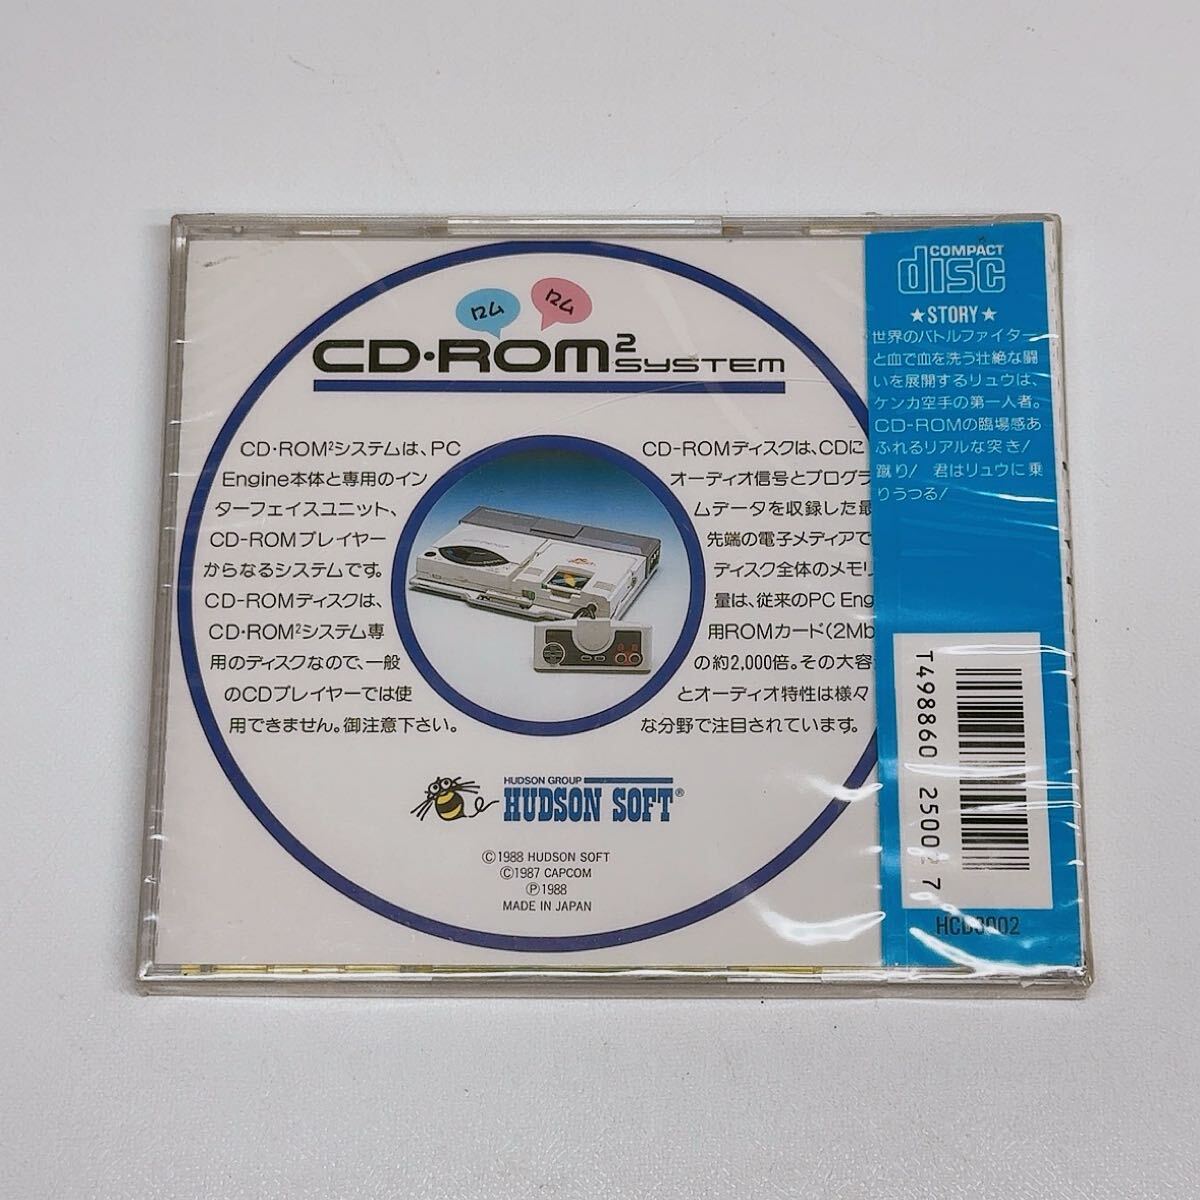 ロム
ロム
CD・ROM² SYSTEM
CD・ROM²システムは、PC
Engine本体と専用のイン
ターフェイスユニット、
CD-ROMプレイヤー
からなるシステムです。
CD-ROMディスクは、
CD・ROM²システム専
用のディスクなので、一般
のCDプレイヤーでは使
用できません。御注意下さい。
CD-ROMディスクは、CDに
オーディオ信号とプログラ
ムデータを収録した最
先端の電子メディアで
ディスク全体のメモリ
量は、従来のPC Eng
用ROMカード(2Mb
の約2,000倍。その大容
とオーディオ特性は様々
な分野で注目されています。
HUDSON GROUP
HUDSON SOFT®
©1988 HUDSON SOFT
©1987 CAPCOM
Ⓟ1988
MADE IN JAPAN
COMPACT
disc
★STORY★
世界のバトルファイター
と血で血を洗う壮絶な闘
いを展開するリュウは、
ケンカ空手の第一人者。
CD-ROMの臨場感あ
ふれるリアルな突き!
蹴り! 君はリュウに乗
りうつる!
T498860
HCD8002